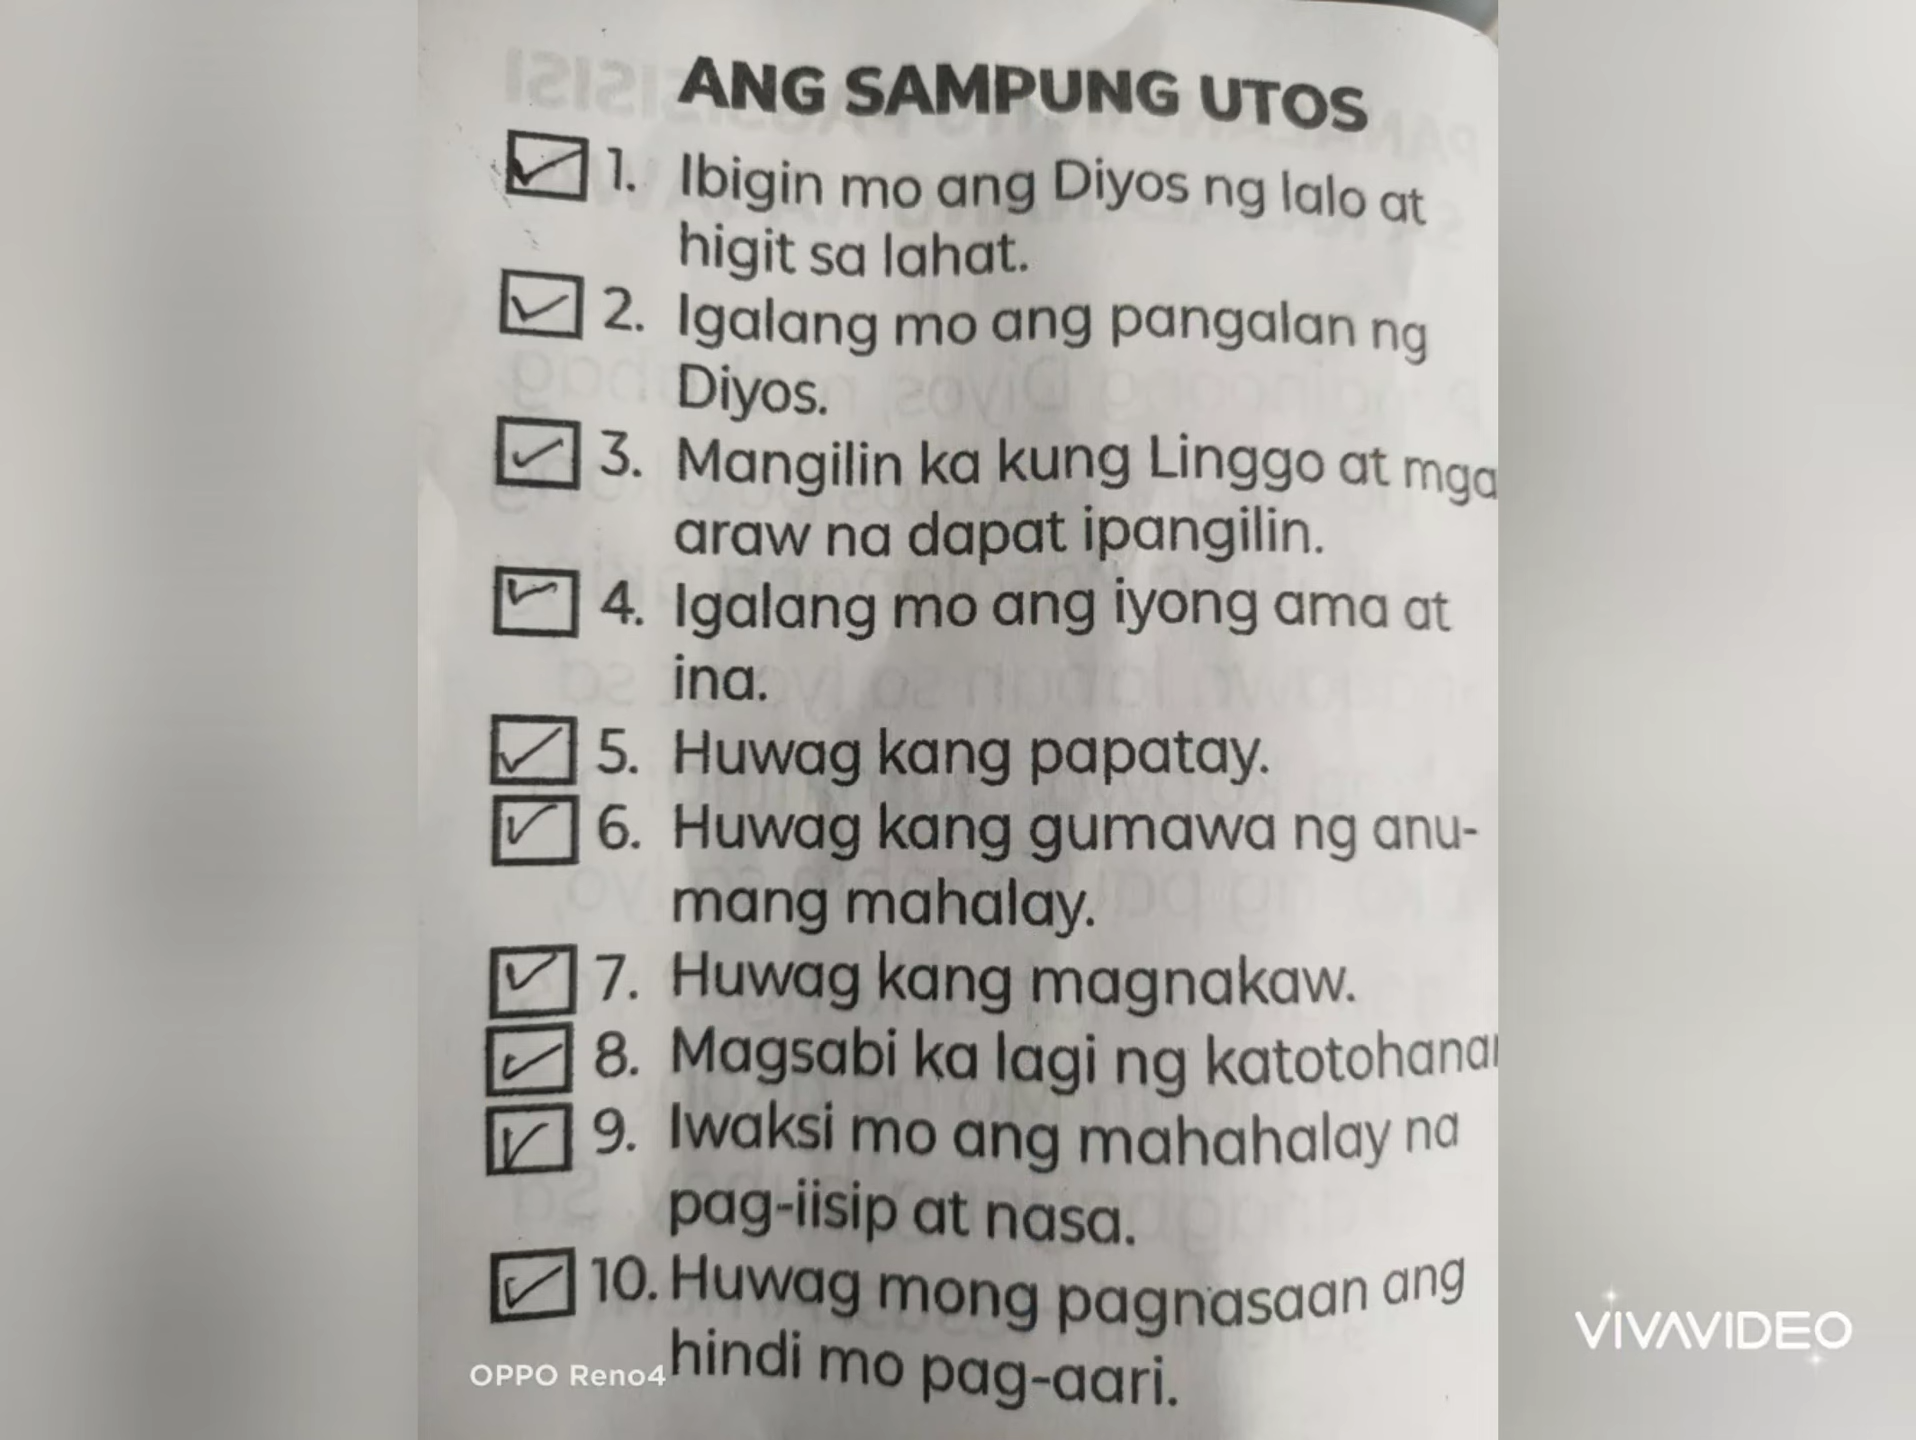 ANG SAMPUNG UTOS
1. Ibigin mo ang Diyos ng lalo at
higit sa lahat.
2. Igalang mo ang pangalan ng
Diyos.
3. Mangilin ka kung Linggo at mga
araw na dapat ipangilin.
4. Igalang mo ang iyong ama at
ina.
5. Huwag kang papatay.
6. Huwag kang gumawa ng anu-
mang mahalay.
7. Huwag kang magnakaw.
8. Magsabi ka lagi ng
9. Iwaksi mo ang mahahalay na
pag-iisip at nasa.
10. Huwag mong pagnasaan ang
hindi mo pag-aari.
OPPO Reno4
VIVAVIDEO